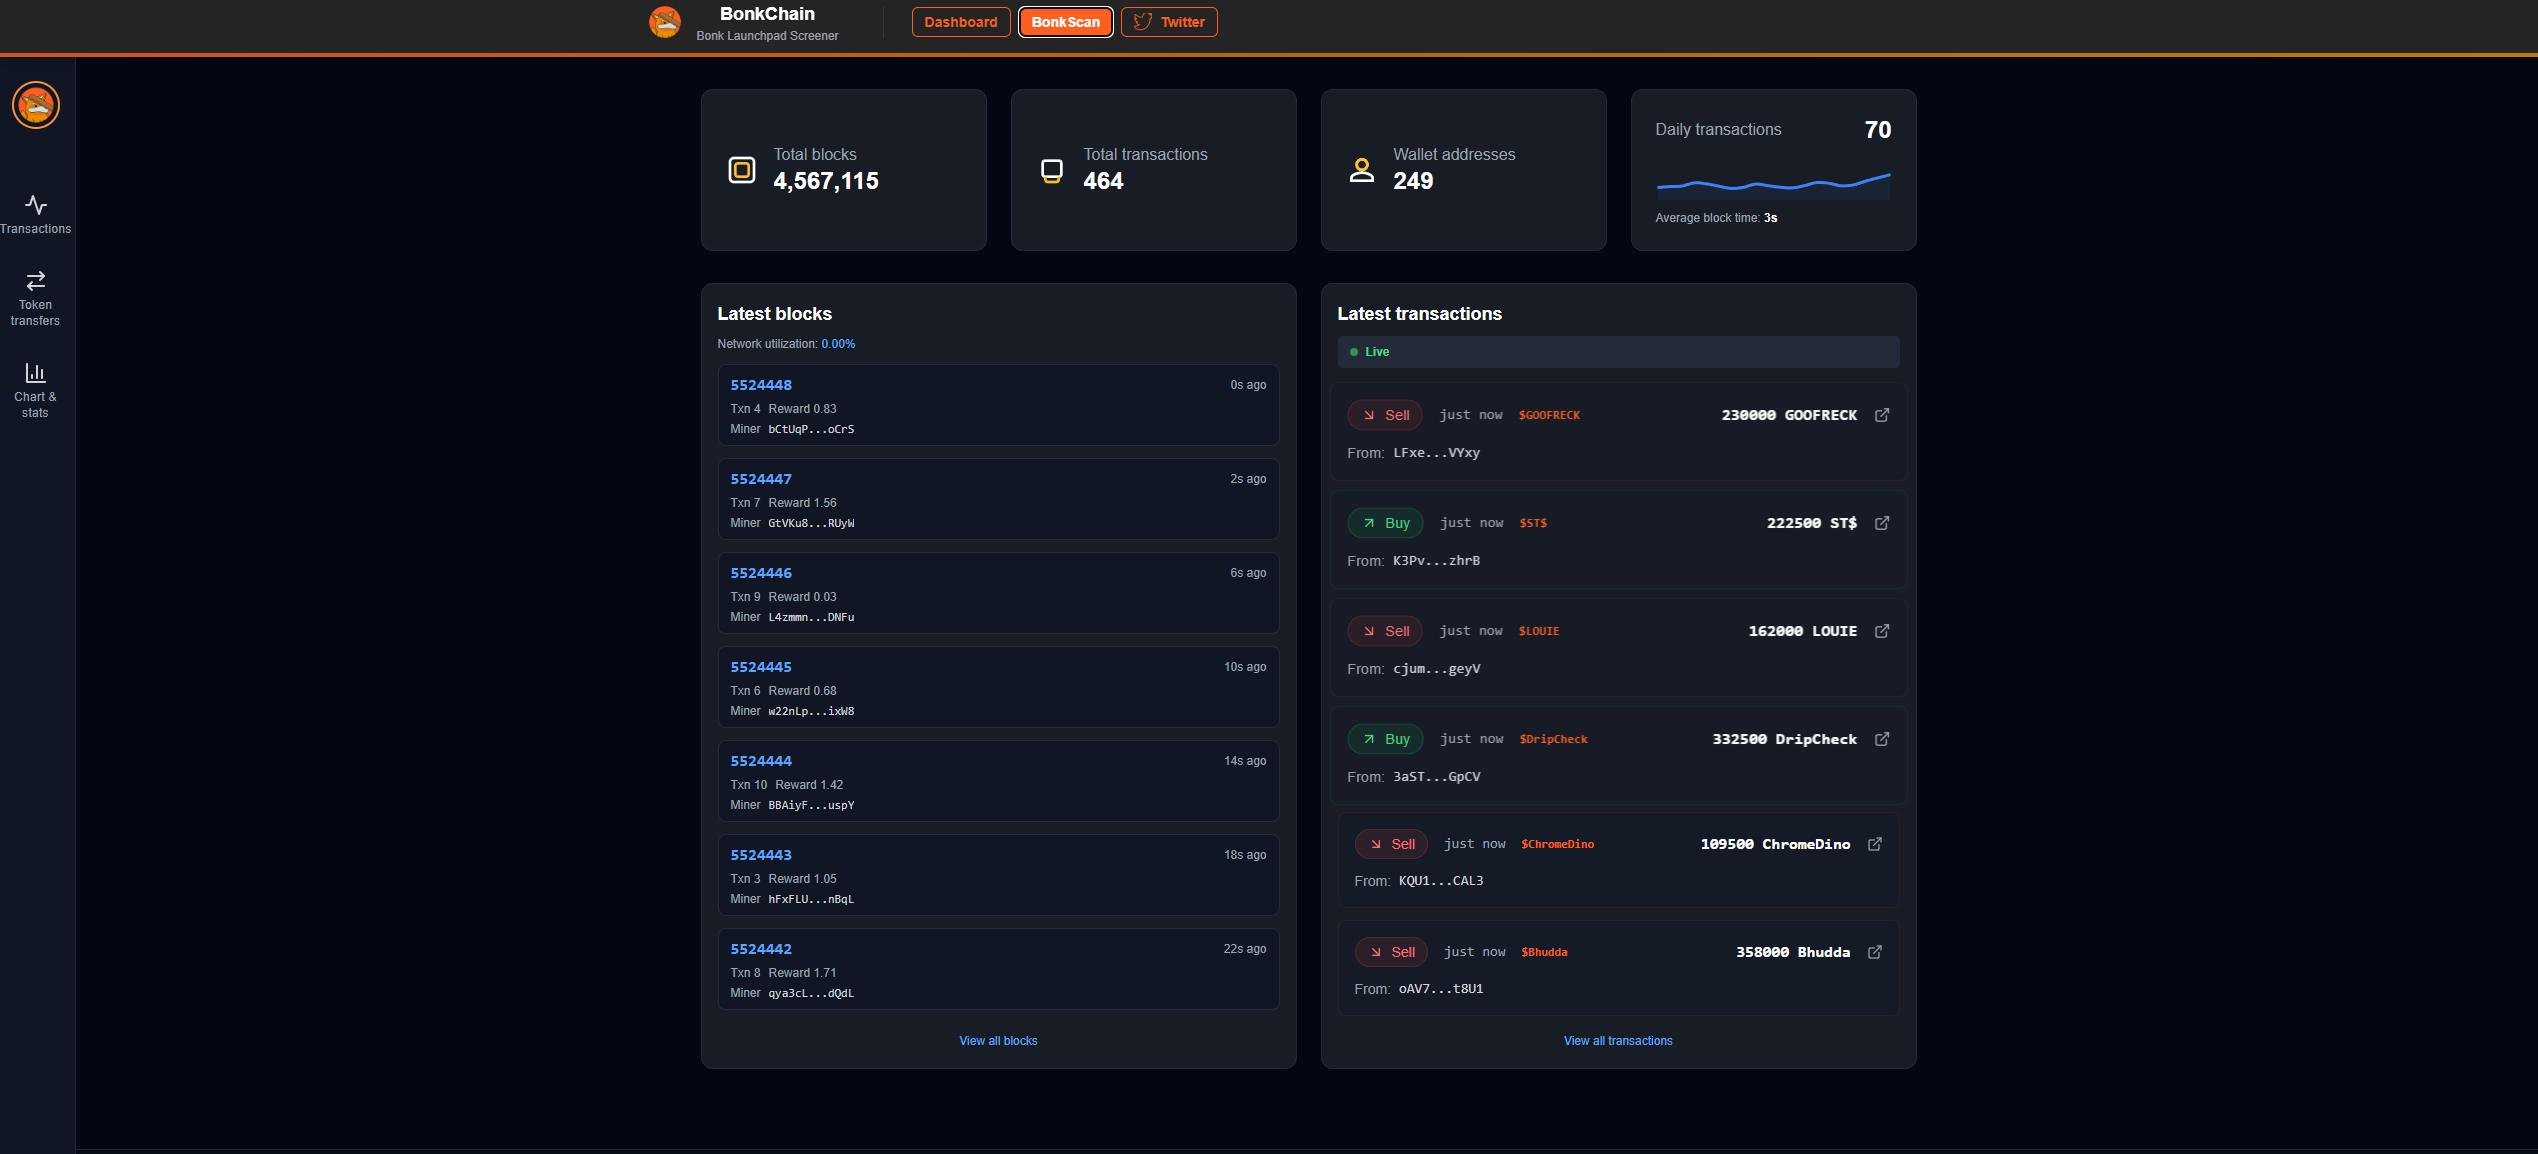 BonkChain
Bonk Launchpad Screener
Dashboard
BonkScan
Twitter
Transactions
Token
transfers
Chart &
stats
Total blocks
4,567,115
Total transactions
464
Wallet addresses
249
Daily transactions 70
Average block time: 3s
Latest blocks
Network utilization: 0.00%
5524448 0s ago
Txn 4 Reward 0.83
Miner bCtUqP...oCrS
5524447 2s ago
Txn 7 Reward 1.56
Miner GtVKu8...RUyW
5524446 6s ago
Txn 9 Reward 0.03
Miner L4zmmn...DNFu
5524445 10s ago
Txn 6 Reward 0.68
Miner w22nLp...ixW8
5524444 14s ago
Txn 10 Reward 1.42
Miner BBAiyF...uspY
5524443 18s ago
Txn 3 Reward 1.05
Miner hFxFLU...nBqL
5524442 22s ago
Txn 8 Reward 1.71
Miner qya3cL...dQdL
View all blocks
Latest transactions
Live
Sell just now $GOOFRECK 230000 GOOFRECK
From: LFxe...VYxy
Buy just now $ST$ 222500 ST$
From: K3Pv...zhrB
Sell just now $LOUIE 162000 LOUIE
From: cjum...geyV
Buy just now $DripCheck 332500 DripCheck
From: 3aST...GpCV
Sell just now $ChromeDino 109500 ChromeDino
From: KQU1...CAL3
Sell just now $Bhudda 358000 Bhudda
From: oAV7...t8U1
View all transactions